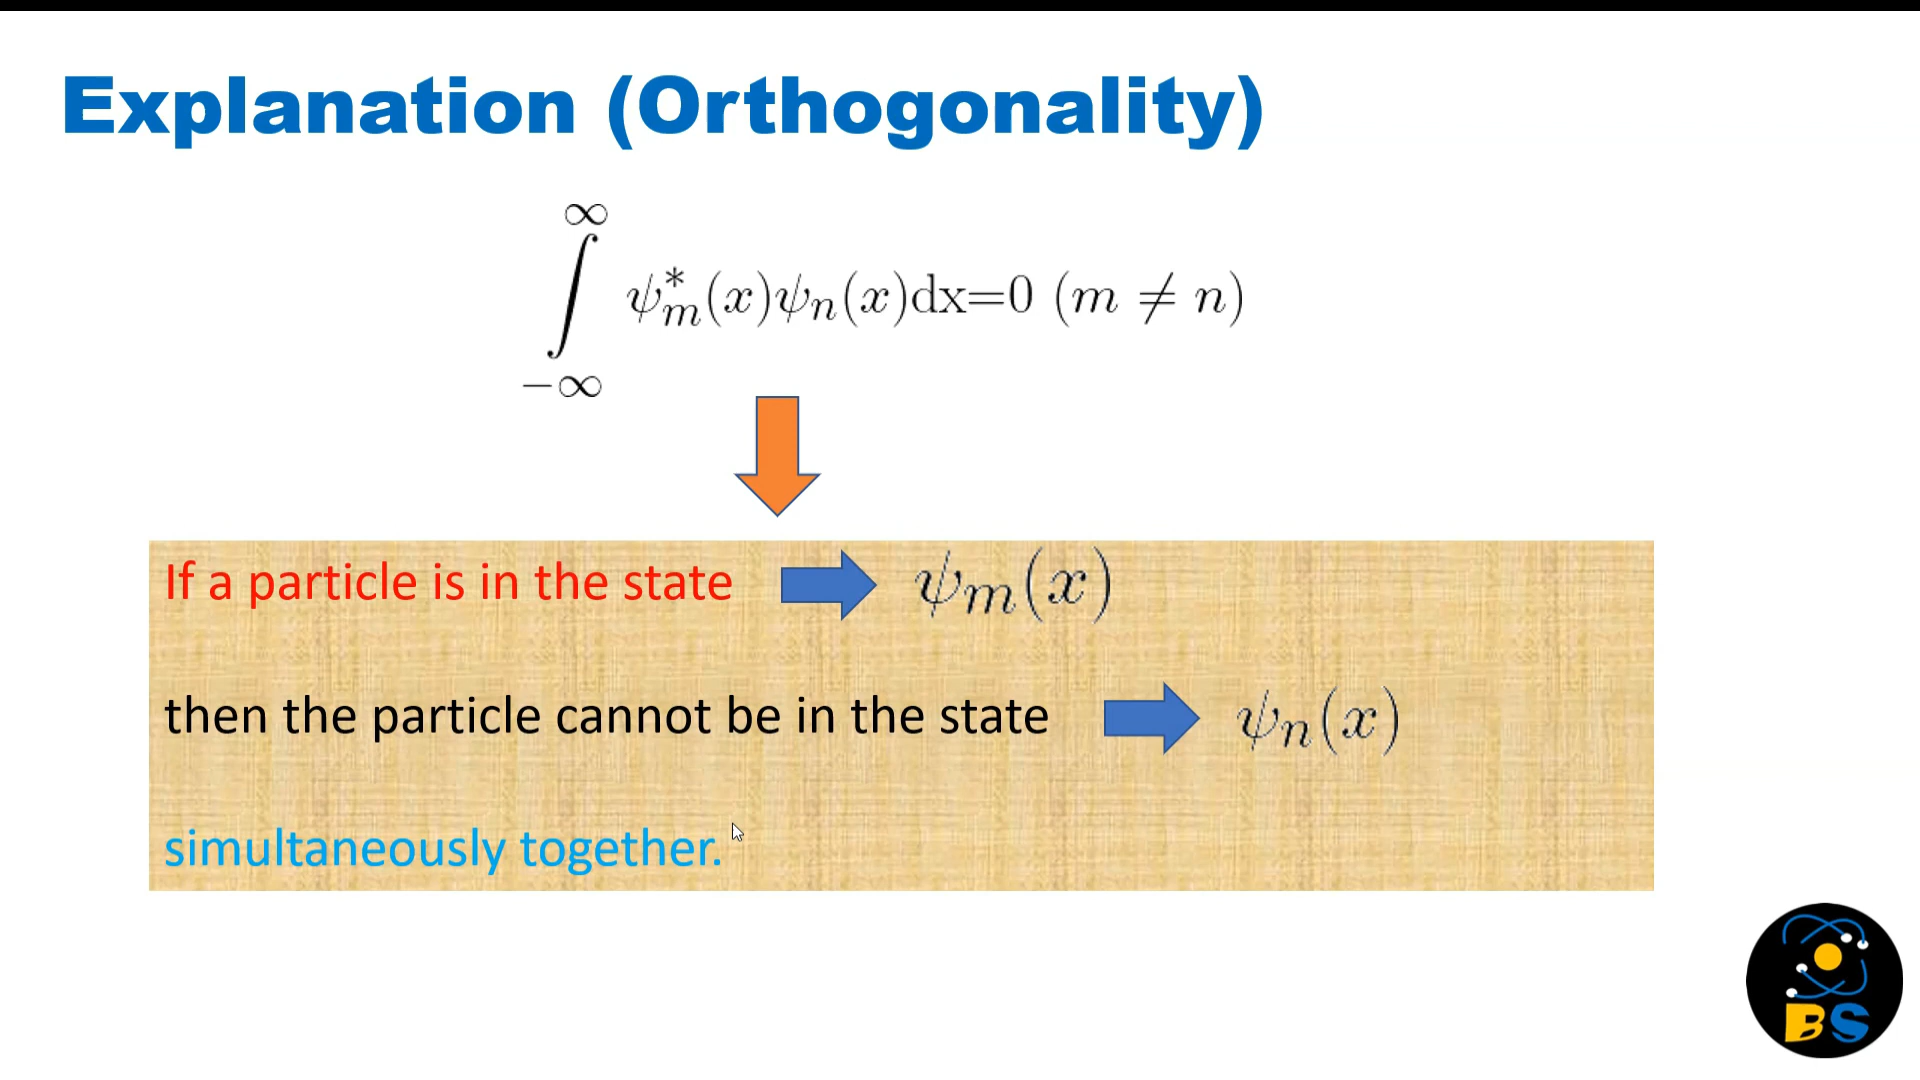 Explanation (Orthogonality)
∞
∫ ψ*m(x)ψn(x)dx=0 (m ≠ n)
−∞
If a particle is in the state ψm(x)
then the particle cannot be in the state ψn(x)
simultaneously together.
BS